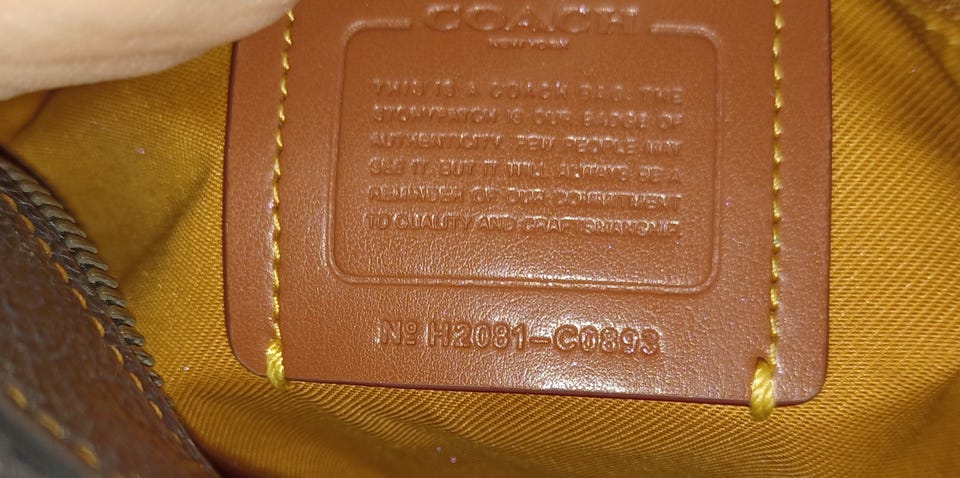 COACH
NEW YORK
THIS IS A COACH BAG. THE
STORYPATCH IS OUR BADGE OF
AUTHENTICITY. FEW PEOPLE MAY
SEE IT, BUT IT WILL ALWAYS BE A
REMINDER OF OUR COMMITMENT
TO QUALITY AND CRAFTSMANSHIP.
Nº H2081-C0893